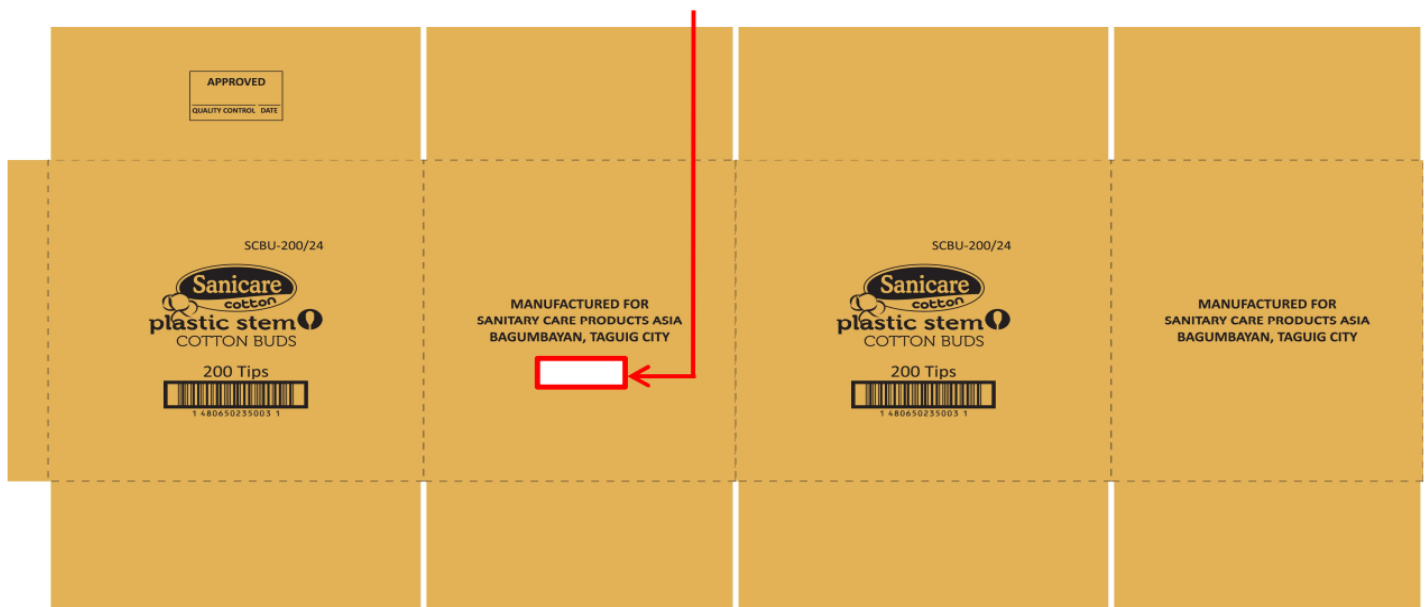 APPROVED
QUALITY CONTROL DATE
SCBU-200/24
Sanicare
cotton
plastic stem
COTTON BUDS
200 Tips
1 480650235003 1
MANUFACTURED FOR
SANITARY CARE PRODUCTS ASIA
BAGUMBAYAN, TAGUIG CITY
SCBU-200/24
Sanicare
cotton
plastic stem
COTTON BUDS
200 Tips
1 480650235003 1
MANUFACTURED FOR
SANITARY CARE PRODUCTS ASIA
BAGUMBAYAN, TAGUIG CITY